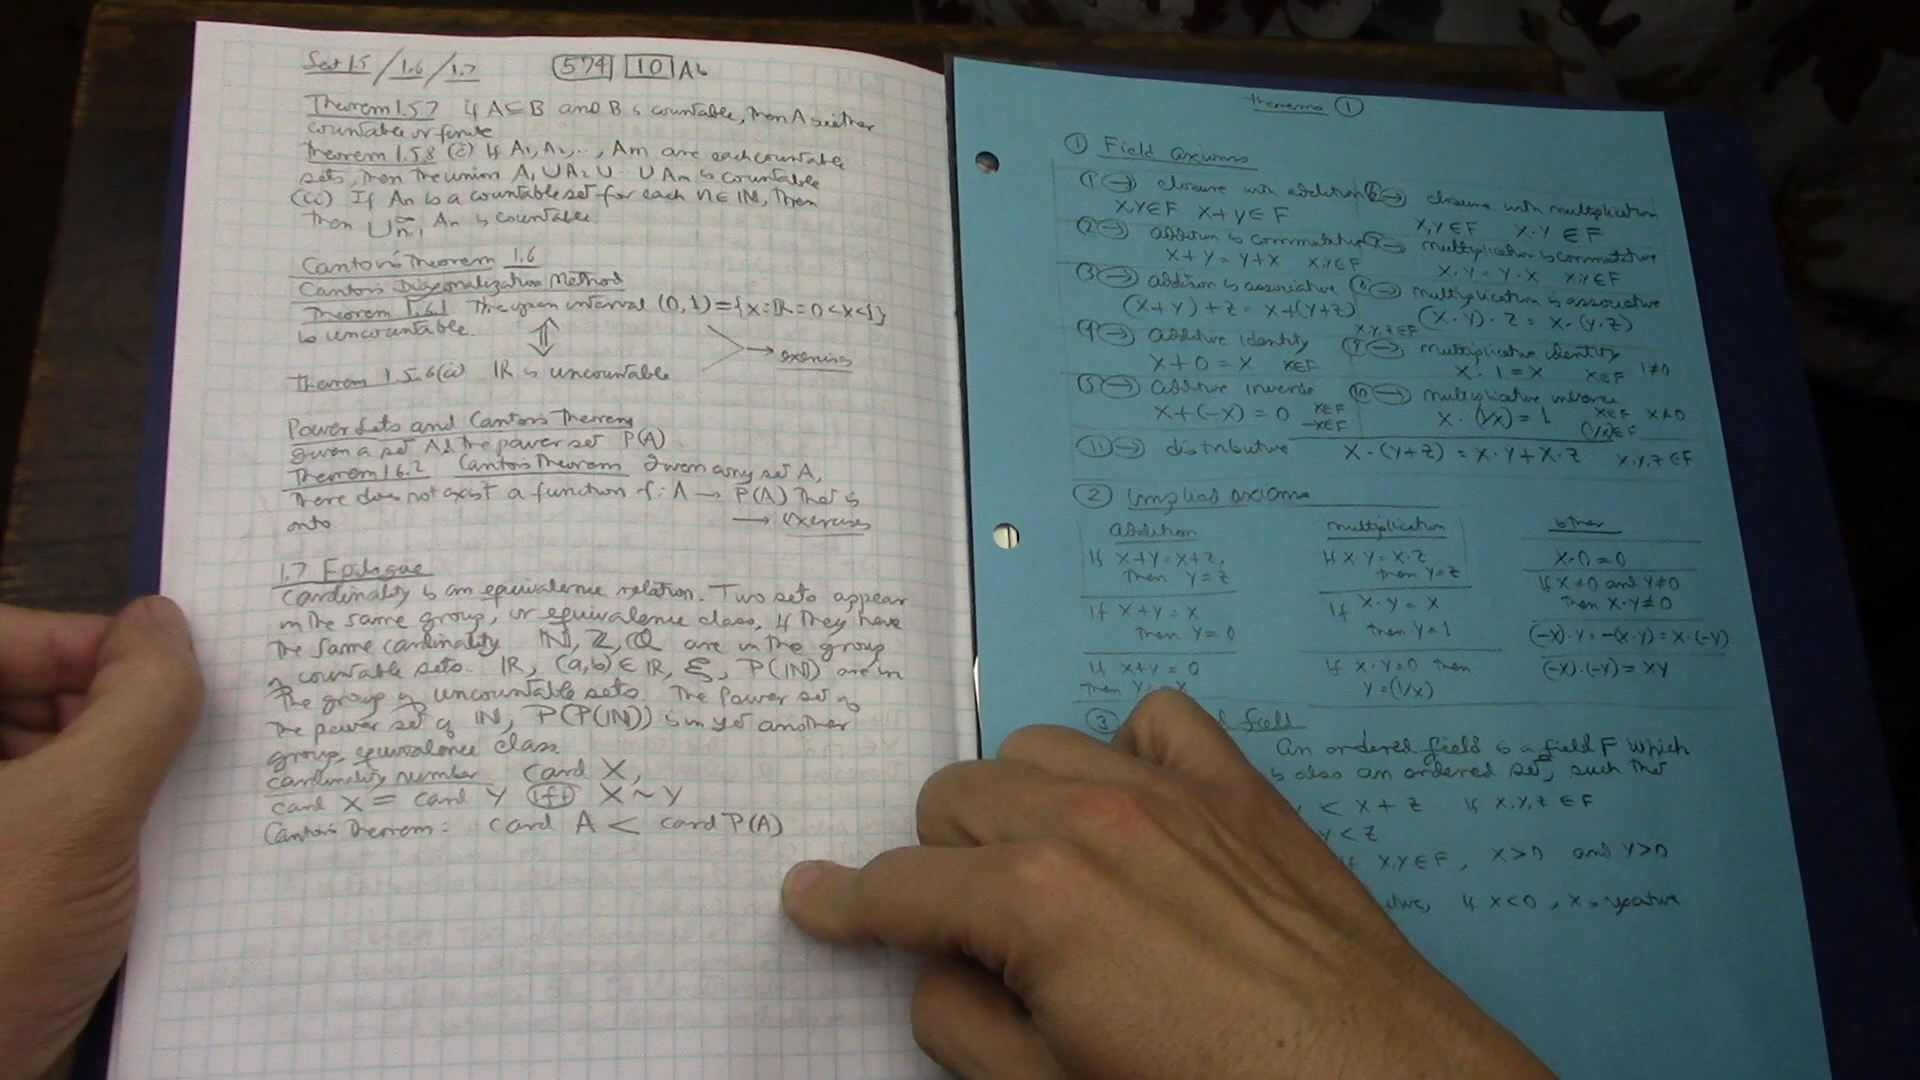 Sect 1.5 / 1.6 / 1.7 574 10 Ab
Theorem 1.5.7 If A ⊆ B and B is countable, then A is either
countable or finite
Theorem 1.5.8 (i) If A1, A2, .., Am are each countable
sets, then the union A1 ∪ A2 ∪ ·· ∪ Am is countable
(ii) If An is a countable set for each n ∈ ℕ, Then
Then ⋃ₙ₌₁^∞ An is countable
Cantor's Theorem 1.6
Cantor's Diagonalization Method
Theorem 1.6.1 The open interval (0,1) = {x = ℝ = 0 < x < 1}
is uncountable.
⇕
→ exercises
Theorem 1.5.6 (ii) ℝ is uncountable
Power Sets and Cantor's Theorem
given a set A, the power set P(A)
Theorem 1.6.2 Cantor's Theorem Given any set A,
There does not exist a function f: A → P(A) That is
onto
→ exercises
1.7 Epilogue
Cardinality is an equivalence relation. Two sets appear
in the same group, or equivalence class, if they have
the same cardinality ℕ, ℤ, ℚ are in the group
of countable sets. ℝ, (a,b) ∈ ℝ, P(ℕ) are in
The group of uncountable sets. The power set of
The power set of ℕ, P(P(ℕ)) is in yet another
group, equivalence class.
Cardinality number card X,
card X = card Y iff X ~ Y
Cantor's Theorem: card A < card P(A)
theorems ①
① Field axioms
① → closure with addition
x,y ∈ F x + y ∈ F
② → addition is commutative
x + y = y + x x,y ∈ F
③ → addition is associative
(x + y) + z = x + (y + z)
④ → additive identity
x + 0 = x x ∈ F
⑤ → additive inverse
x + (-x) = 0 x ∈ F
-x ∈ F
⑥ → closure with multiplication
x,y ∈ F x · y ∈ F
⑦ → multiplication is commutative
x · y = y · x x,y ∈ F
⑧ → multiplication is associative
(x · y) · z = x · (y · z)
x,y,z ∈ F
⑨ → multiplicative identity
x · 1 = x x ∈ F 1 ≠ 0
⑩ → multiplicative inverse
x · (1/x) = 1 x ∈ F x ≠ 0
(1/x) ∈ F
⑪ → distributive x · (y + z) = x · y + x · z x,y,z ∈ F
② Implied axioms
addition
If x + y = x + z,
then y = z
If x + y = x
then y = 0
If x + y = 0
then y = -x
multiplication
If x · y = x · z
then y = z
If x · y = x
then y = 1
If x · y = 0 then
y = (1/x)
other
x · 0 = 0
If x ≠ 0 and y ≠ 0
then x · y ≠ 0
(-x) · y = -(x · y) = x · (-y)
(-x) · (-y) = xy
③ field
An ordered field is a field F which
is also an ordered set, such that
< x + z if x,y,z ∈ F
y < z
if x,y ∈ F, x > 0 and y > 0
if x < 0, x is negative